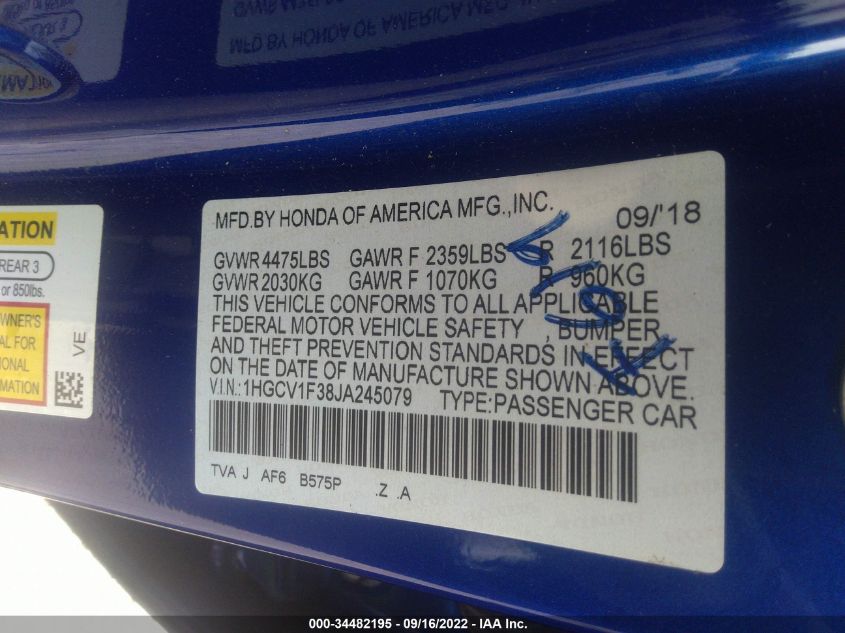 MFD BY HONDA OF AMERICA MFG
ATION
REAR 3
or 850lbs.
WNER'S
AL FOR
IONAL
RMATION
VE
MFD.BY HONDA OF AMERICA MFG.,INC. 09/'18
GVWR 4475LBS GAWR F 2359LBS R 2116LBS
GVWR 2030KG GAWR F 1070KG R 960KG
THIS VEHICLE CONFORMS TO ALL APPLICABLE
FEDERAL MOTOR VEHICLE SAFETY , BUMPER,
AND THEFT PREVENTION STANDARDS IN EFFECT
ON THE DATE OF MANUFACTURE SHOWN ABOVE.
V.I.N.:1HGCV1F38JA245079 TYPE:PASSENGER CAR
TVA J AF6 B575P .Z .A
000-34482195 - 09/16/2022 - IAA Inc.